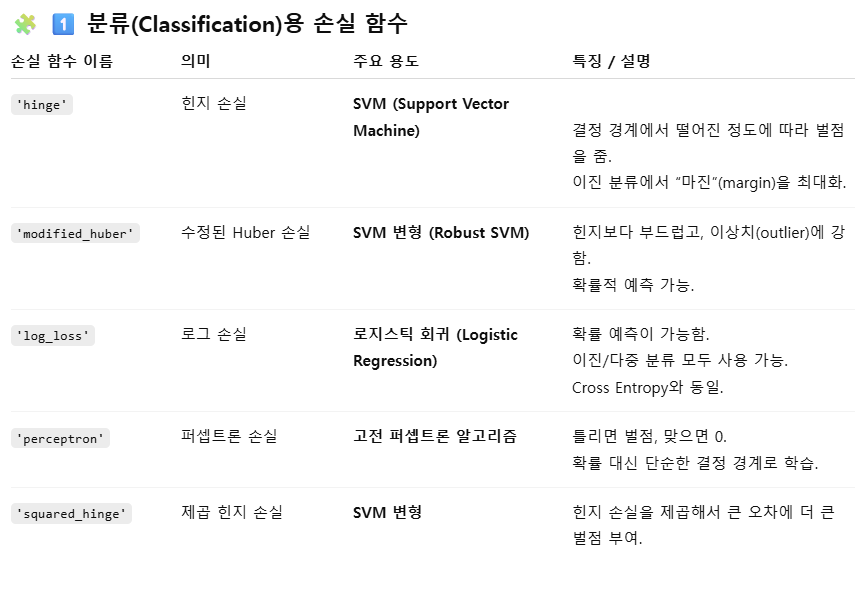 🧩 1️⃣ 분류(Classification)용 손실 함수
손실 함수 이름 의미 주요 용도 특징 / 설명
'hinge' 힌지 손실 SVM (Support Vector
Machine)
결정 경계에서 떨어진 정도에 따라 벌점
을 줌.
이진 분류에서 “마진”(margin)을 최대화.
'modified_huber' 수정된 Huber 손실 SVM 변형 (Robust SVM) 힌지보다 부드럽고, 이상치(outlier)에 강
함.
확률적 예측 가능.
'log_loss' 로그 손실 로지스틱 회귀 (Logistic
Regression)
확률 예측이 가능함.
이진/다중 분류 모두 사용 가능.
Cross Entropy와 동일.
'perceptron' 퍼셉트론 손실 고전 퍼셉트론 알고리즘 틀리면 벌점, 맞으면 0.
확률 대신 단순한 결정 경계로 학습.
'squared_hinge' 제곱 힌지 손실 SVM 변형 힌지 손실을 제곱해서 큰 오차에 더 큰
벌점 부여.